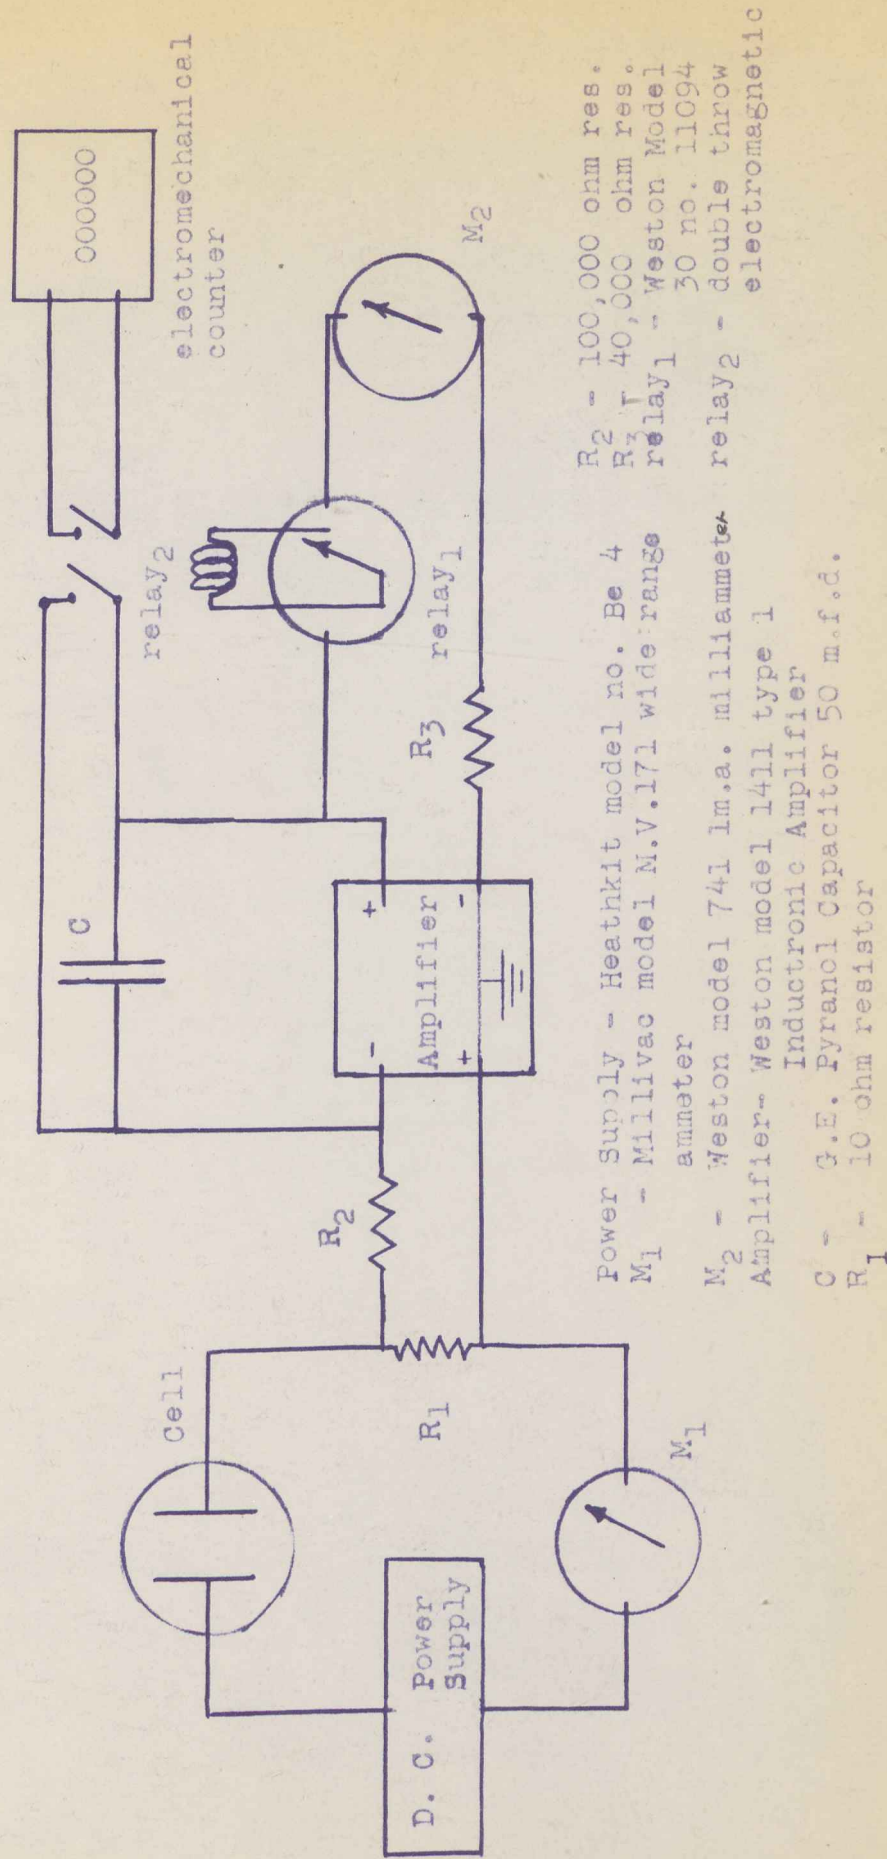 000000
electromechanical
counter
C
relay2
relay1
M2
Cell
R2
- +
Amplifier
+ -
R3
R1
D. C. Power
Supply
M1
Power Supply - Heathkit model no. Be 4
M1 - Millivac model M.V.171 wide range
ammeter
M2 - Weston model 741 1m.a. milliammeter
Amplifier- Weston model 1411 type 1
Inductronic Amplifier
C - G.E. Pyranol Capacitor 50 m.f.d.
R1 - 10 ohm resistor
R2 - 100,000 ohm res.
R3 - 40,000 ohm res.
relay1 - Weston Model
30 no. 11094
relay2 - double throw
electromagnetic